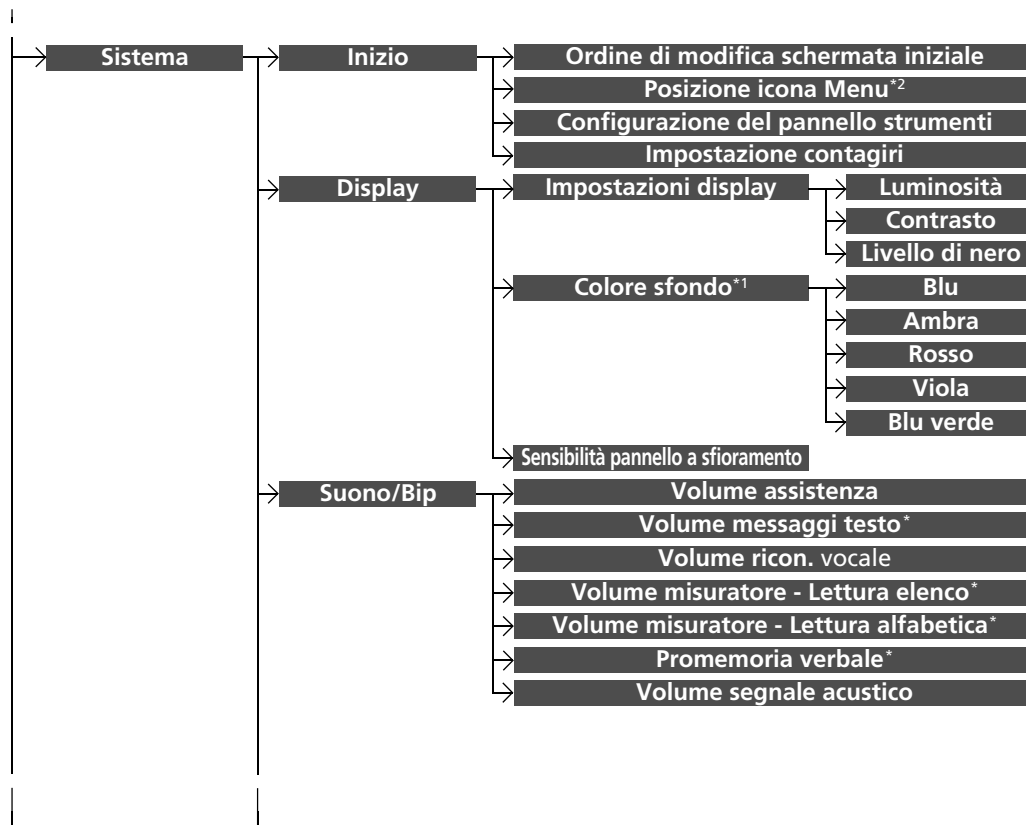 Sistema
Inizio
Ordine di modifica schermata iniziale
Posizione icona Menu*2
Configurazione del pannello strumenti
Impostazione contagiri
Display
Impostazioni display
Luminosità
Contrasto
Livello di nero
Colore sfondo*1
Blu
Ambra
Rosso
Viola
Blu verde
Sensibilità pannello a sfioramento
Suono/Bip
Volume assistenza
Volume messaggi testo*
Volume ricon. vocale
Volume misuratore - Lettura elenco*
Volume misuratore - Lettura alfabetica*
Promemoria verbale*
Volume segnale acustico